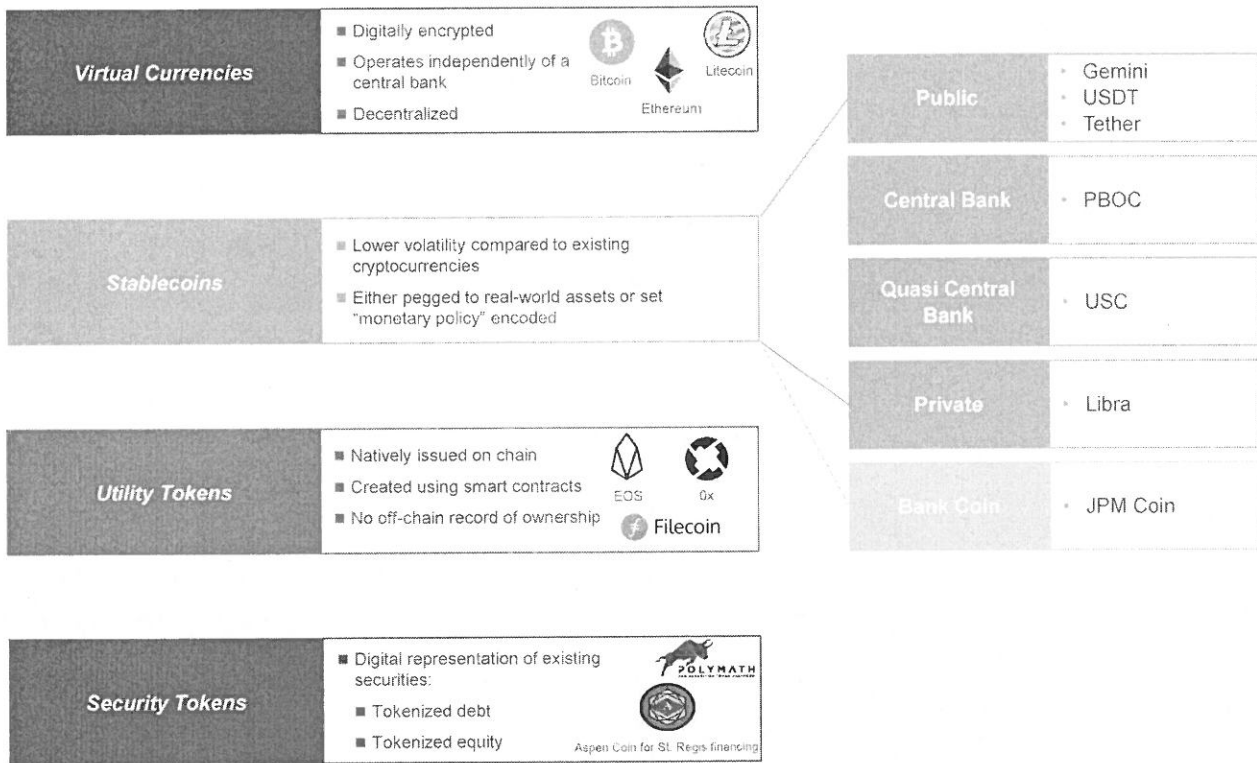 Virtual Currencies
Digitally encrypted
Operates independently of a
central bank
Decentralized
Bitcoin
Ethereum
Litecoin
Stablecoins
Lower volatility compared to existing
cryptocurrencies
Either pegged to real-world assets or set
“monetary policy” encoded
Public
Gemini
USDT
Tether
Central Bank
PBOC
Quasi Central
Bank
USC
Private
Libra
Bank Coin
JPM Coin
Utility Tokens
Natively issued on chain
Created using smart contracts
No off-chain record of ownership
EOS
0x
Filecoin
Security Tokens
Digital representation of existing
securities:
Tokenized debt
Tokenized equity
POLYMATH
Aspen Coin for St. Regis financing